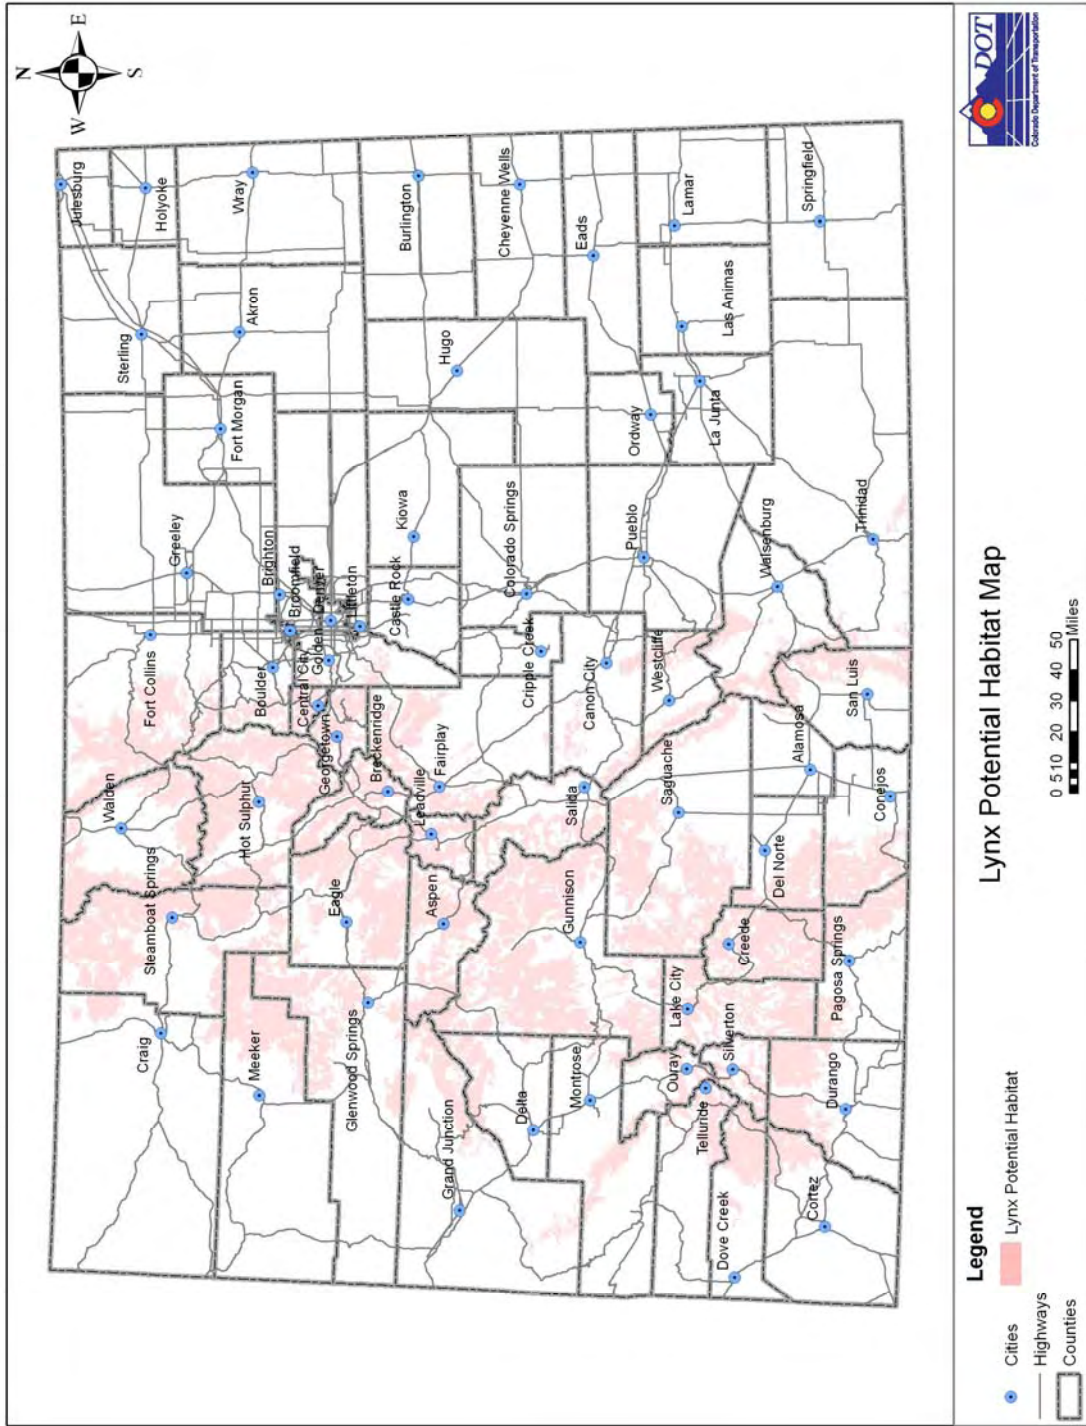 N
W
E
S
Julesburg
Holyoke
Sterling
Wray
Akron
Fort Morgan
Walden
Fort Collins
Greeley
Craig
Steamboat Springs
Hot Sulphur
Boulder
Brighton
Broomfield
Central City
Golden
Denver
Littleton
Meeker
Georgetown
Eagle
Breckenridge
Glenwood Springs
Castle Rock
Kiowa
Burlington
Leadville
Fairplay
Aspen
Grand Junction
Hugo
Cheyenne Wells
Colorado Springs
Cripple Creek
Delta
Montrose
Gunnison
Salida
Canon City
Eads
Pueblo
Ordway
Westcliffe
Saguache
Lake City
Ouray
Telluride
Silverton
Creede
La Junta
Las Animas
Lamar
Dove Creek
Del Norte
Alamosa
Walsenburg
Springfield
San Luis
Cortez
Durango
Pagosa Springs
Conejos
Trinidad
Legend
Cities
Highways
Counties
Lynx Potential Habitat
Lynx Potential Habitat Map
0 5 10 20 30 40 50
Miles
DOT
Colorado Department of Transportation